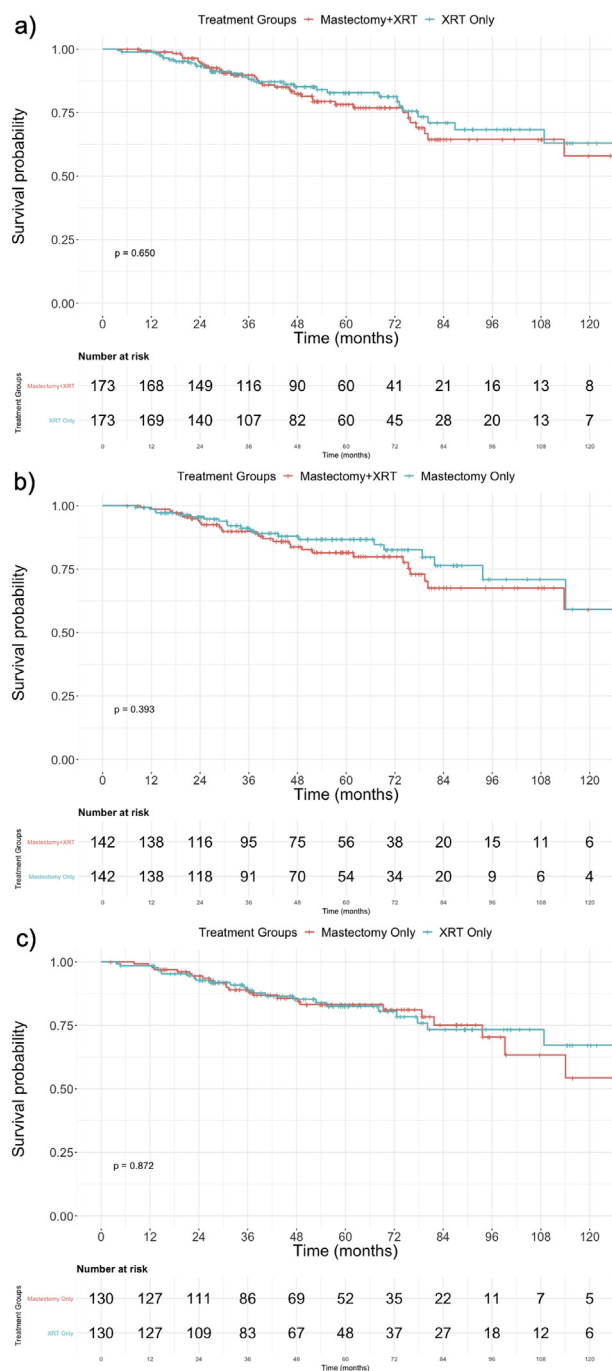 a)
Treatment Groups Mastectomy+XRT XRT Only
1.00
0.75
0.50
0.25
0.00
Survival probability
p = 0.650
0 12 24 36 48 60 72 84 96 108 120
Time (months)
Number at risk
Treatment Groups
Mastectomy+XRT 173 168 149 116 90 60 41 21 16 13 8
XRT Only 173 169 140 107 82 60 45 28 20 13 7
0 12 24 36 48 60 72 84 96 108 120
Time (months)
b)
Treatment Groups Mastectomy+XRT Mastectomy Only
1.00
0.75
0.50
0.25
0.00
Survival probability
p = 0.393
0 12 24 36 48 60 72 84 96 108 120
Time (months)
Number at risk
Treatment Groups
Mastectomy+XRT 142 138 116 95 75 56 38 20 15 11 6
Mastectomy Only 142 138 118 91 70 54 34 20 9 6 4
0 12 24 36 48 60 72 84 96 108 120
Time (months)
c)
Treatment Groups Mastectomy Only XRT Only
1.00
0.75
0.50
0.25
0.00
Survival probability
p = 0.872
0 12 24 36 48 60 72 84 96 108 120
Time (months)
Number at risk
Treatment Groups
Mastectomy Only 130 127 111 86 69 52 35 22 11 7 5
XRT Only 130 127 109 83 67 48 37 27 18 12 6
0 12 24 36 48 60 72 84 96 108 120
Time (months)